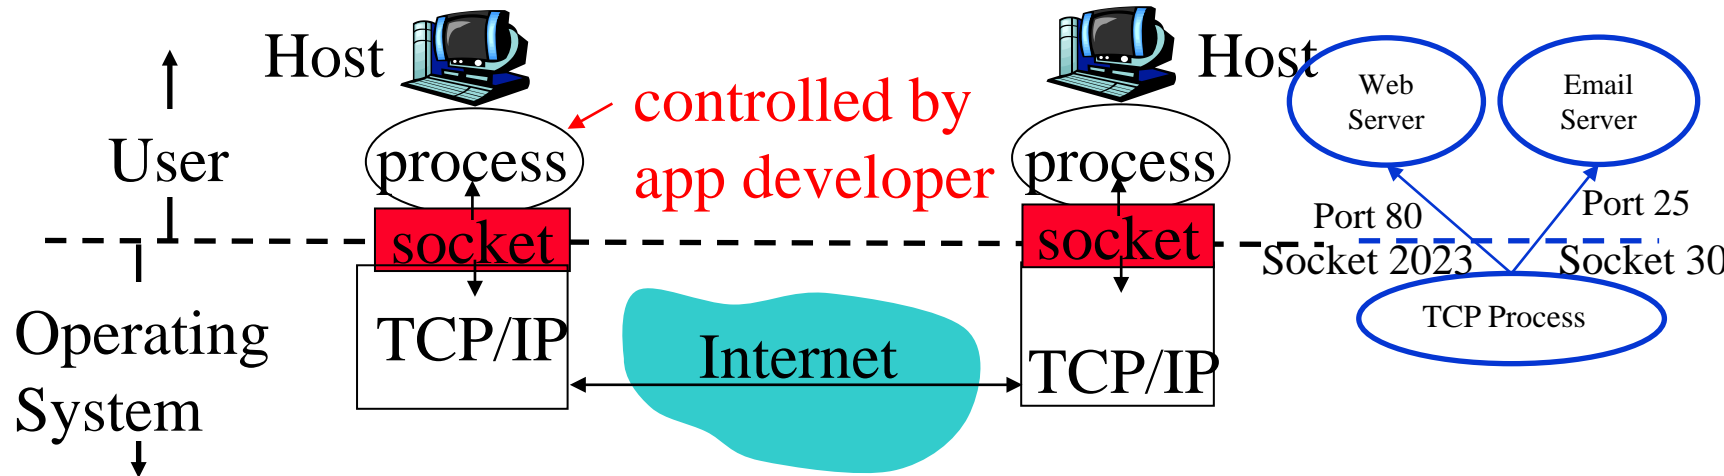 Host
Host
controlled by
app developer
User
process
process
socket
socket
Operating
System
TCP/IP
TCP/IP
Internet
Web
Server
Email
Server
Port 80
Port 25
Socket 2023
Socket 30
TCP Process